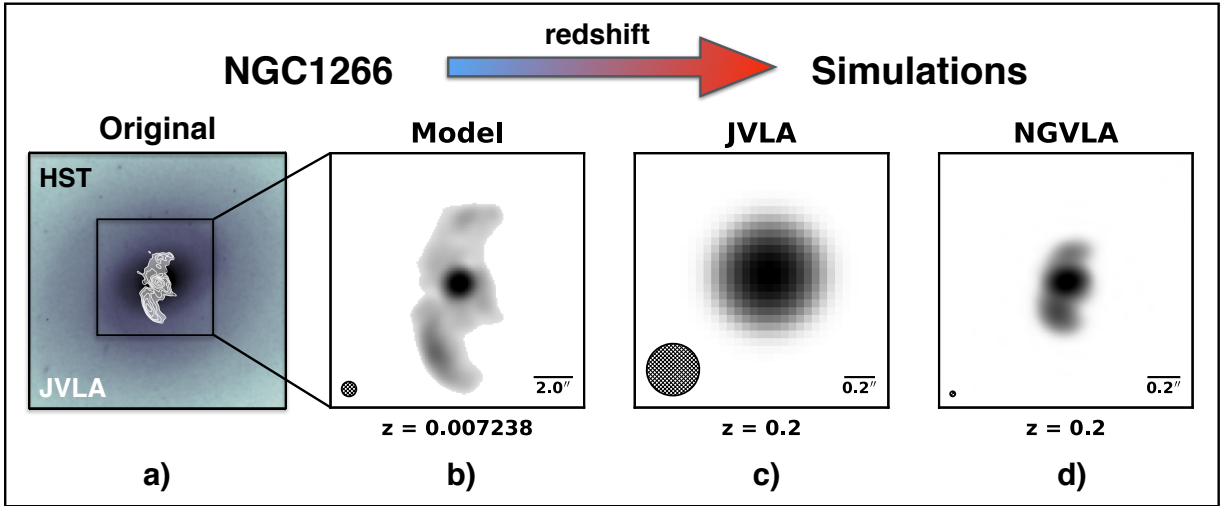 redshift
NGC1266
Simulations
Original
Model
JVLA
NGVLA
HST
JVLA
2.0″
0.2″
0.2″
z = 0.007238
z = 0.2
z = 0.2
a)
b)
c)
d)